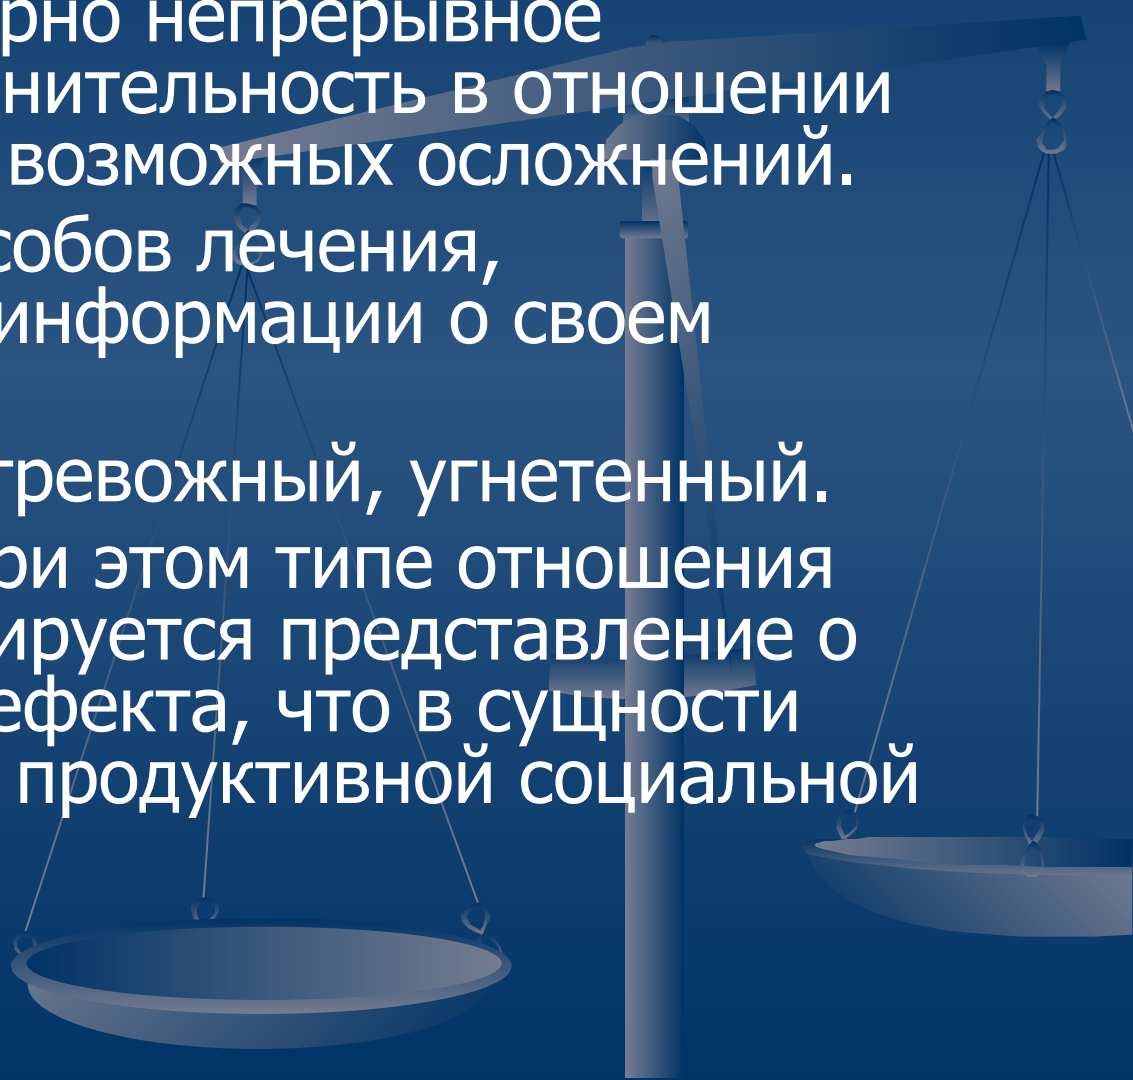 рно непрерывное
нительность в отношении
возможных осложнений.
собов лечения,
информации о своем
тревожный, угнетенный.
ри этом типе отношения
ируется представление о
ефекта, что в сущности
продуктивной социальной